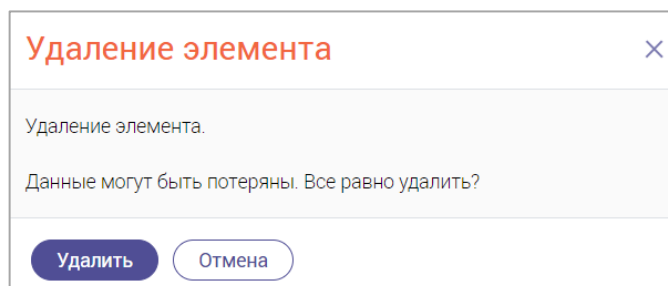 Удаление элемента
Удаление элемента.
Данные могут быть потеряны. Все равно удалить?
Удалить Отмена